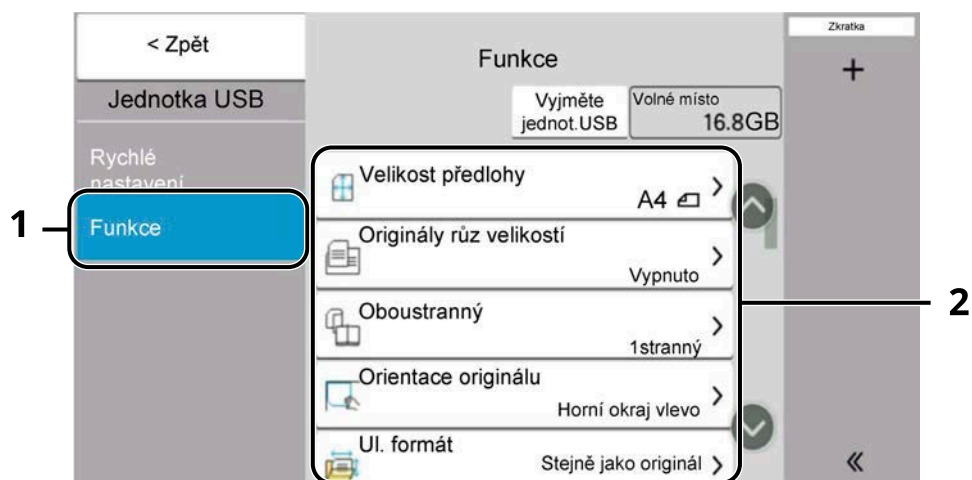 < Zpět
Jednotka USB
Rychlé
nastavení
Funkce
1
Funkce
Vyjměte
jednot.USB
Volné místo
16.8GB
Velikost předlohy
A4
Originály růz velikostí
Vypnuto
Oboustranný
1stranný
Orientace originálu
Horní okraj vlevo
Ul. formát
Stejně jako originál
2
Zkratka
+